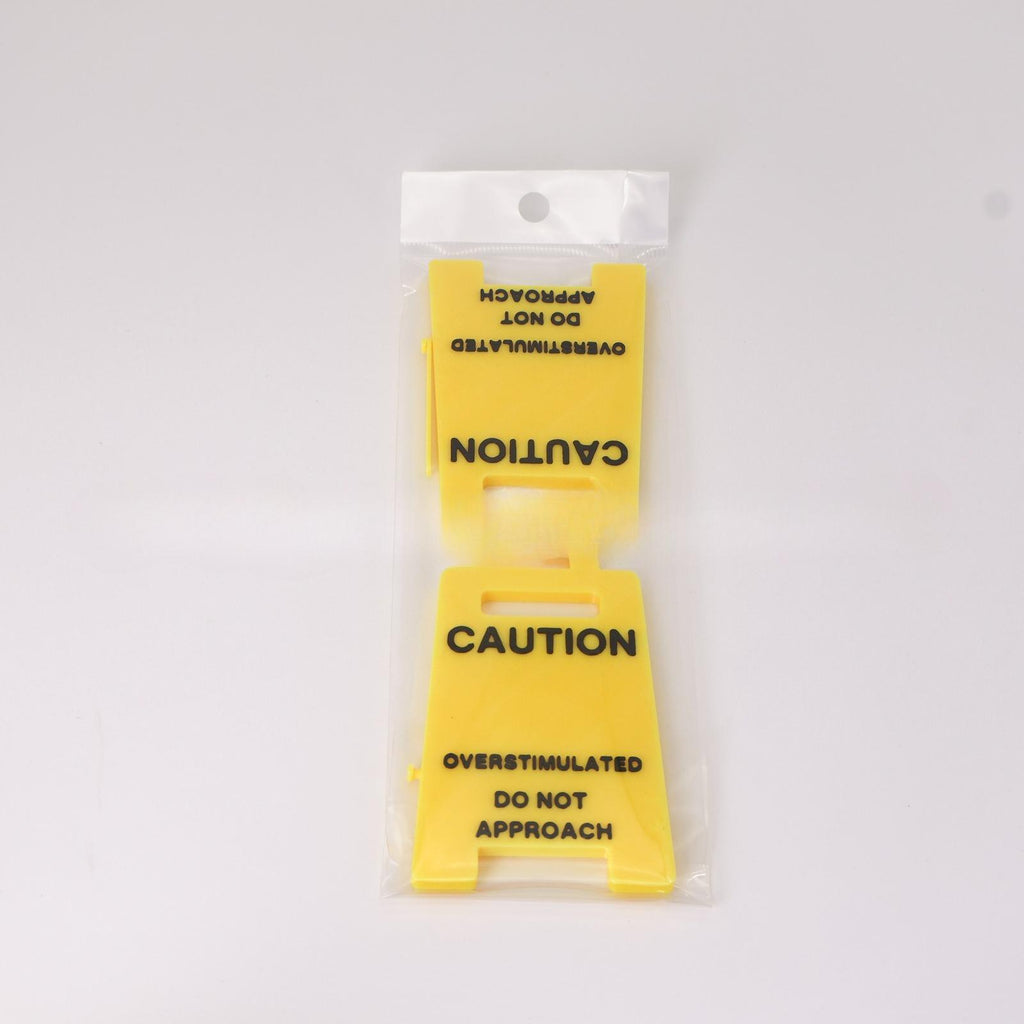 APPROACH
DO NOT
OVERSTIMULATED
CAUTION
CAUTION
OVERSTIMULATED
DO NOT
APPROACH